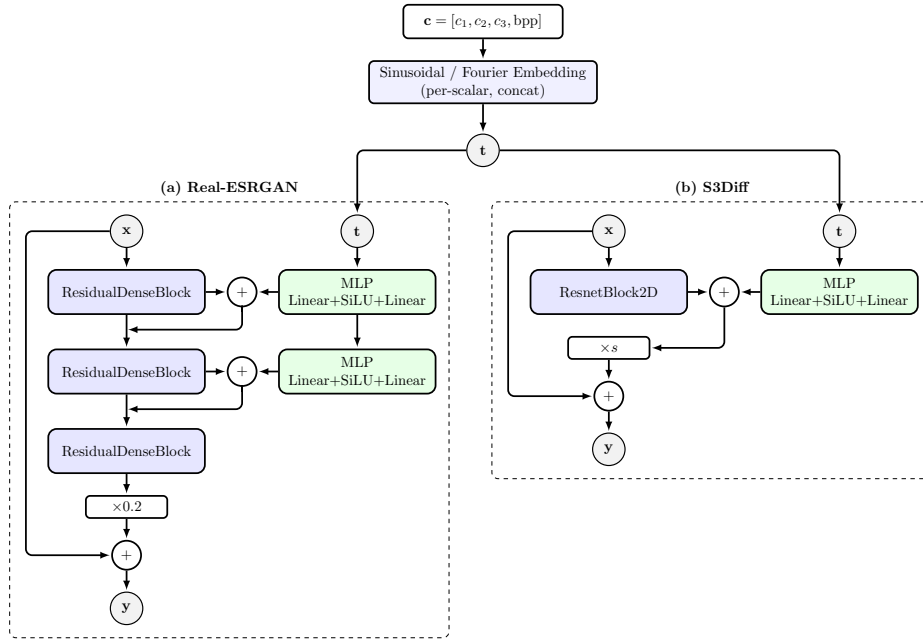 c = [c₁, c₂, c₃, bpp]
Sinusoidal / Fourier Embedding
(per-scalar, concat)
t
(a) Real-ESRGAN
x
t
ResidualDenseBlock
+
MLP
Linear+SiLU+Linear
ResidualDenseBlock
+
MLP
Linear+SiLU+Linear
ResidualDenseBlock
×0.2
+
y
(b) S3Diff
x
t
ResnetBlock2D
+
MLP
Linear+SiLU+Linear
×s
+
y